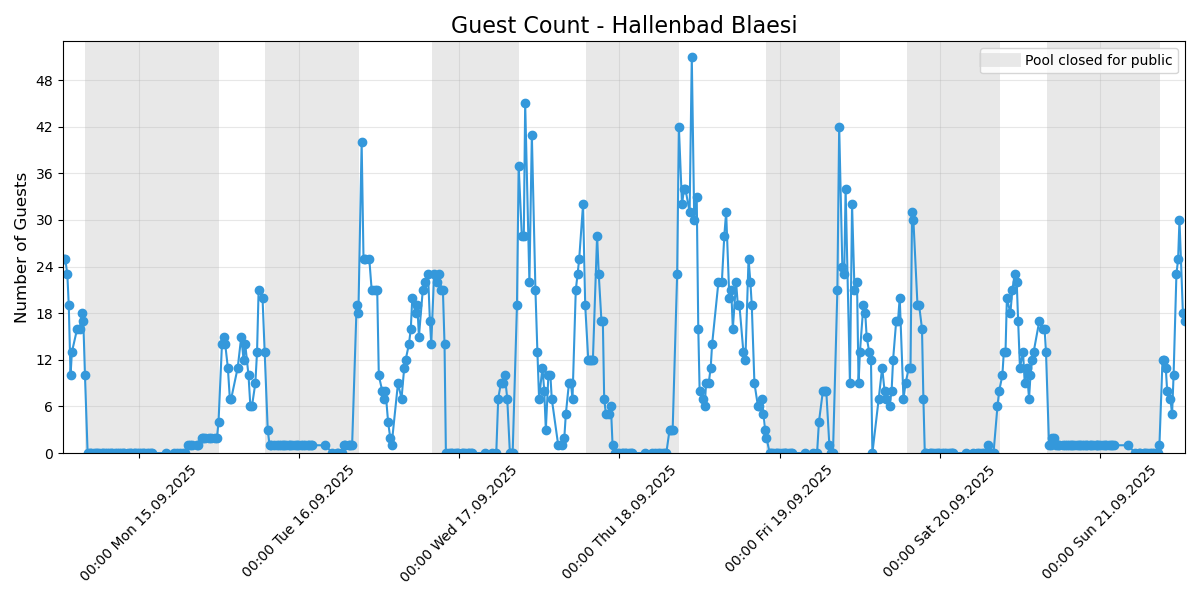 Guest Count - Hallenbad Blaesi
Pool closed for public
Number of Guests
48
42
36
30
24
18
12
6
0
00:00 Mon 15.09.2025
00:00 Tue 16.09.2025
00:00 Wed 17.09.2025
00:00 Thu 18.09.2025
00:00 Fri 19.09.2025
00:00 Sat 20.09.2025
00:00 Sun 21.09.2025